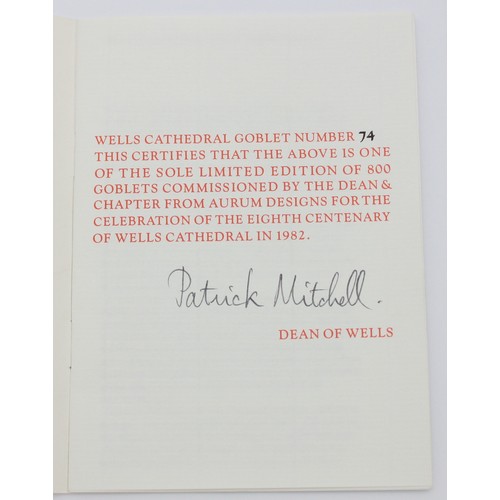 WELLS CATHEDRAL GOBLET NUMBER 74
THIS CERTIFIES THAT THE ABOVE IS ONE
OF THE SOLE LIMITED EDITION OF 800
GOBLETS COMMISSIONED BY THE DEAN &
CHAPTER FROM AURUM DESIGNS FOR THE
CELEBRATION OF THE EIGHTH CENTENARY
OF WELLS CATHEDRAL IN 1982.
Patrick Mitchell.
DEAN OF WELLS